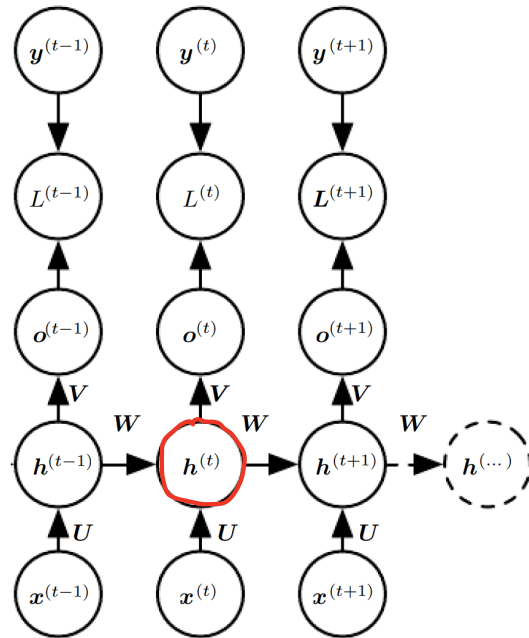 y(t−1) y(t) y(t+1)
L(t−1) L(t) L(t+1)
o(t−1) o(t) o(t+1)
V V V
W W W
h(t−1) h(t) h(t+1) h(...)
U U U
x(t−1) x(t) x(t+1)